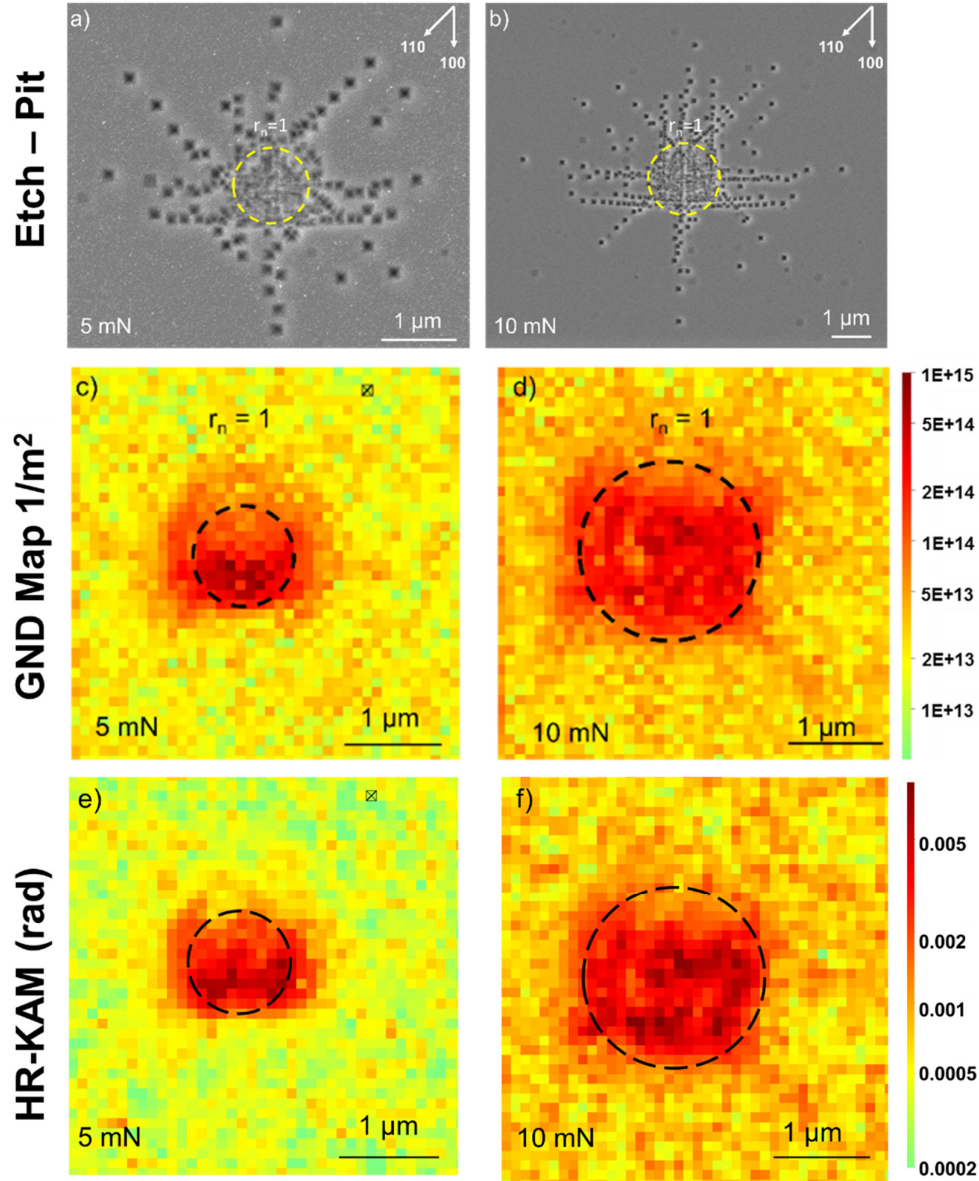 Etch – Pit
a)
110
100
rn=1
5 mN
1 µm
b)
110
100
rn=1
10 mN
1 µm
GND Map 1/m²
c)
rn = 1
5 mN
1 µm
d)
rn = 1
10 mN
1 µm
1E+15
5E+14
2E+14
1E+14
5E+13
2E+13
1E+13
HR-KAM (rad)
e)
5 mN
1 µm
f)
10 mN
1 µm
0.005
0.002
0.001
0.0005
0.0002